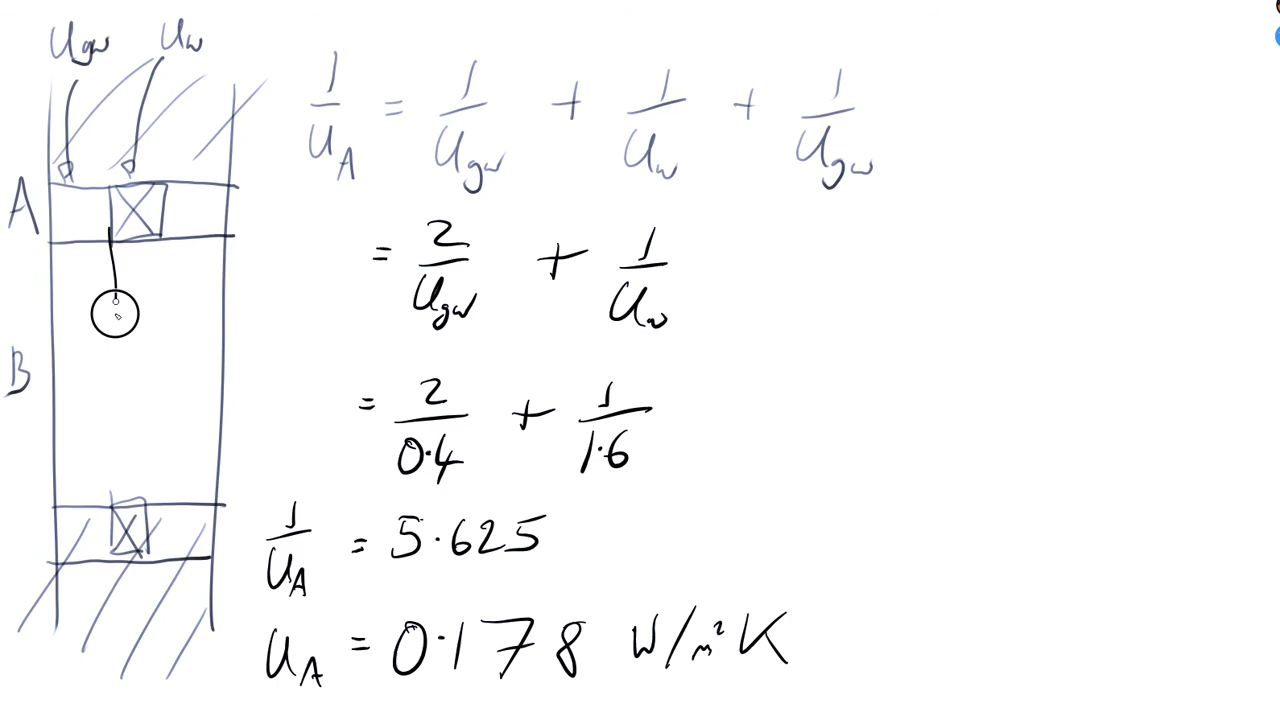 Ugw Uw
1/UA = 1/Ugw + 1/Uw + 1/Ugw
A
= 2/Ugw + 1/Uw
B
= 2/0.4 + 1/1.6
1/UA = 5.625
UA = 0.178 W/m²K